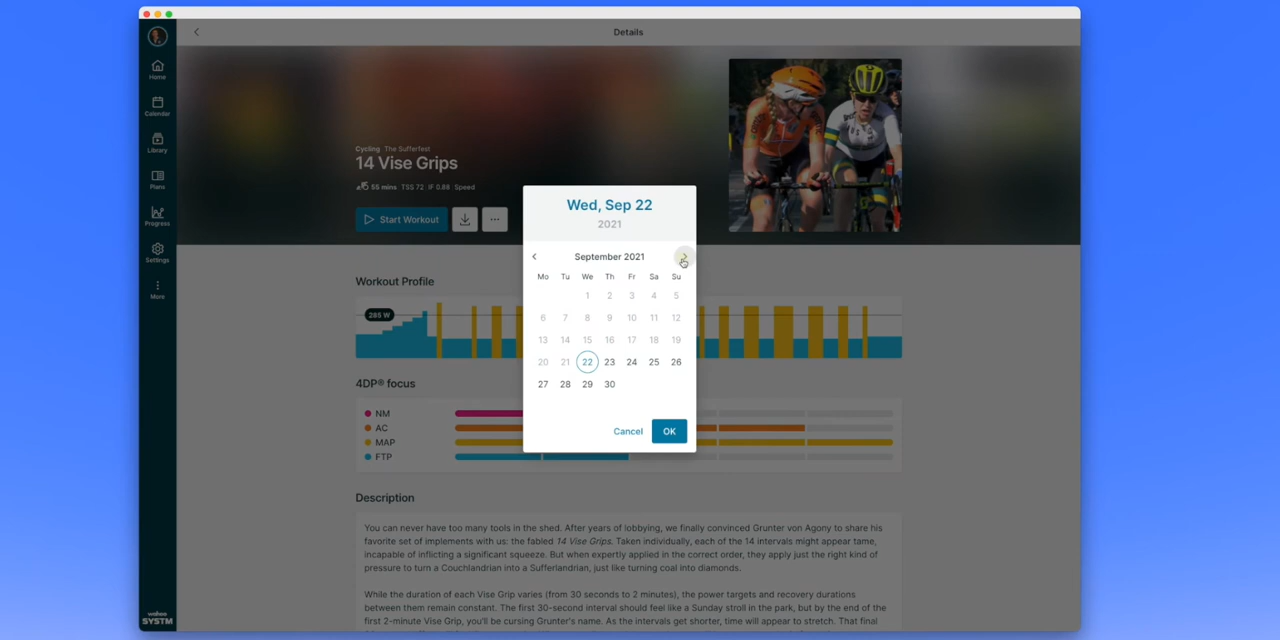 Details
Home
Calendar
Library
Plans
Progress
Settings
More
wahoo
SYSTM
Cycling The Sufferfest
14 Vise Grips
55 mins TSS 72 IF 0.88 Speed
Start Workout
Wed, Sep 22
2021
September 2021
Mo Tu We Th Fr Sa Su
1 2 3 4 5
6 7 8 9 10 11 12
13 14 15 16 17 18 19
20 21 22 23 24 25 26
27 28 29 30
Cancel OK
Workout Profile
285 W
4DP® focus
NM
AC
MAP
FTP
Description
You can never have too many tools in the shed. After years of lobbying, we finally convinced Grunter von Agony to share his
favorite set of implements with us: the fabled 14 Vise Grips. Taken individually, each of the 14 intervals might appear tame,
incapable of inflicting a significant squeeze. But when expertly applied in the correct order, they apply just the right kind of
pressure to turn a Couchlandrian into a Sufferlandrian, just like turning coal into diamonds.
While the duration of each Vise Grip varies (from 30 seconds to 2 minutes), the power targets and recovery durations
between them remain constant. The first 30-second interval should feel like a Sunday stroll in the park, but by the end of the
first 2-minute Vise Grip, you'll be cursing Grunter's name. As the intervals get shorter, time will appear to stretch. That final